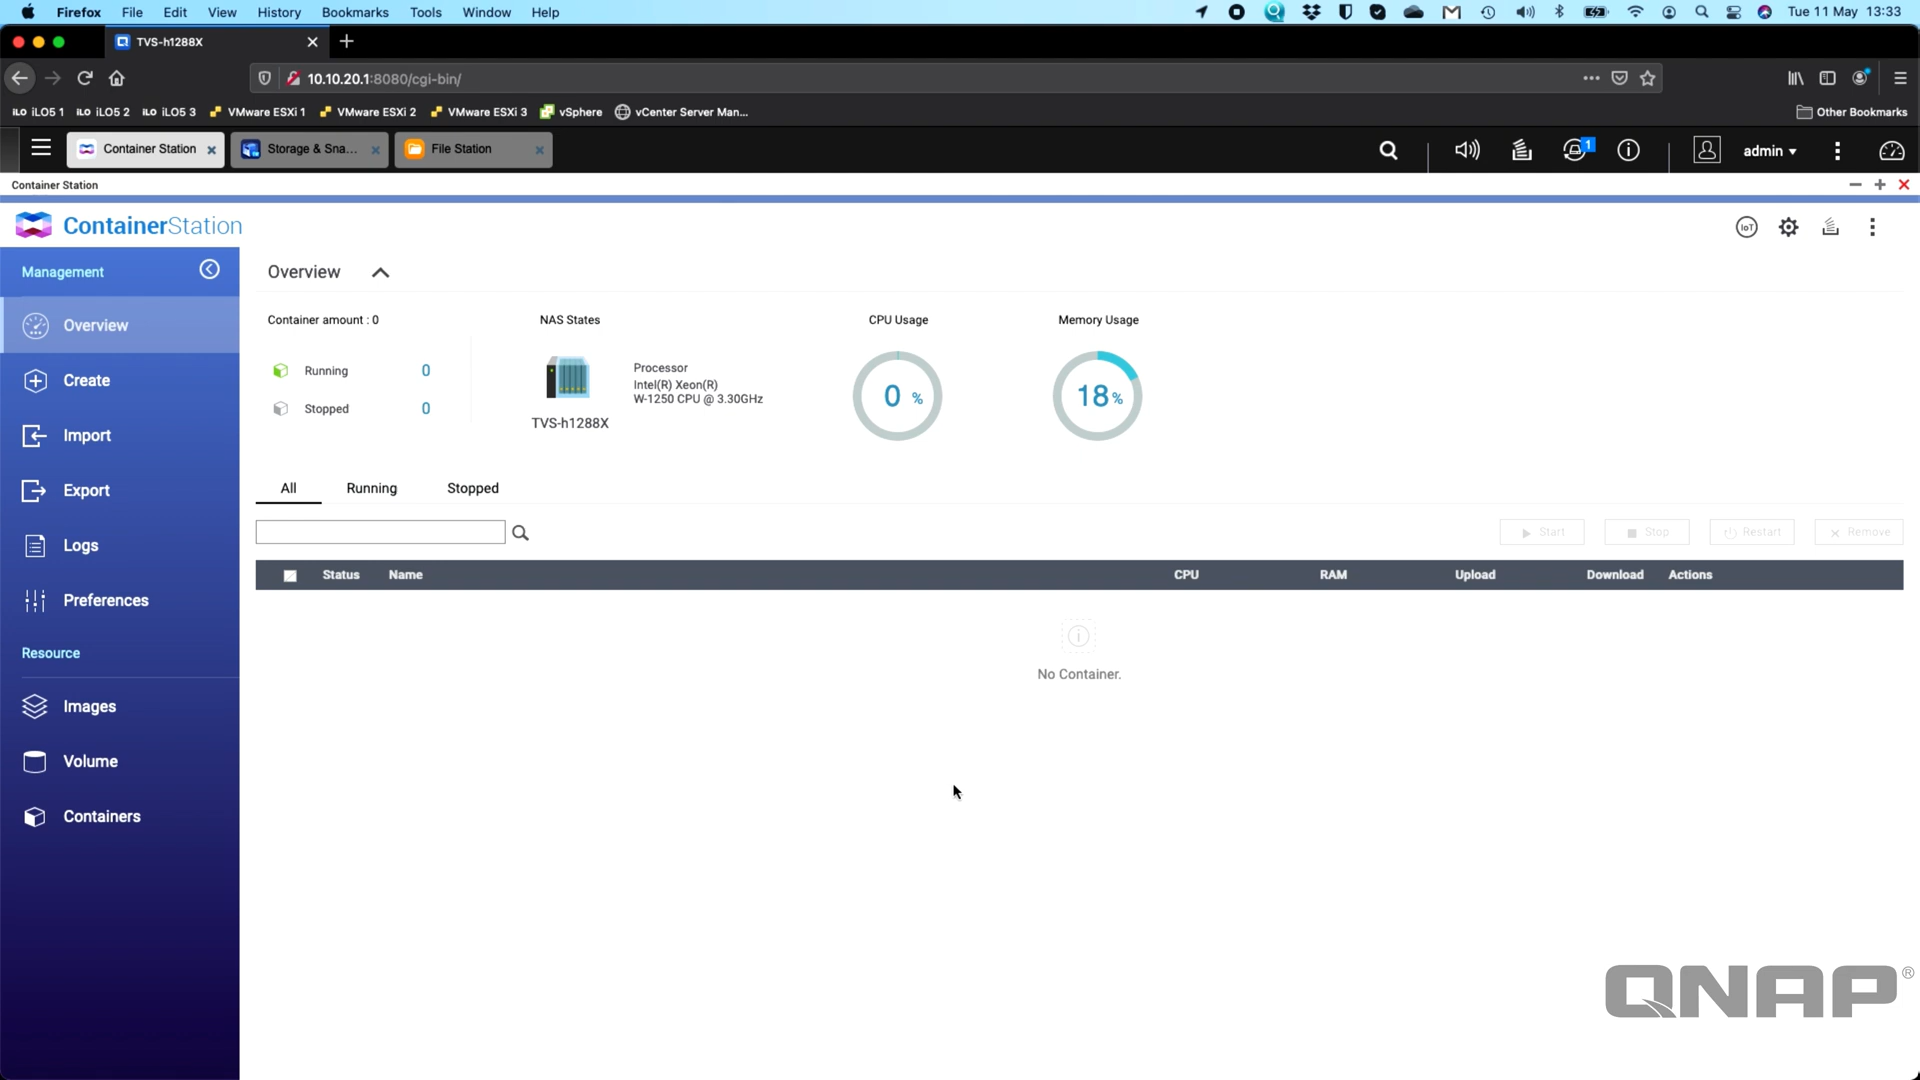 Firefox File Edit View History Bookmarks Tools Window Help
Tue 11 May 13:33
TVS-h1288X
10.10.20.1:8080/cgi-bin/
iLO iLO5 1 iLO iLO5 2 iLO iLO5 3 VMware ESXi 1 VMware ESXi 2 VMware ESXi 3 vSphere vCenter Server Man... Other Bookmarks
Container Station Storage & Sna... File Station 1 admin
Container Station
ContainerStation
IoT
Management
Overview
Create
Import
Export
Logs
Preferences
Resource
Images
Volume
Containers
Overview
Container amount : 0
Running 0
Stopped 0
NAS States
TVS-h1288X
Processor
Intel(R) Xeon(R)
W-1250 CPU @ 3.30GHz
CPU Usage
0 %
Memory Usage
18%
All Running Stopped
Start Stop Restart Remove
Status Name CPU RAM Upload Download Actions
No Container.
QNAP®